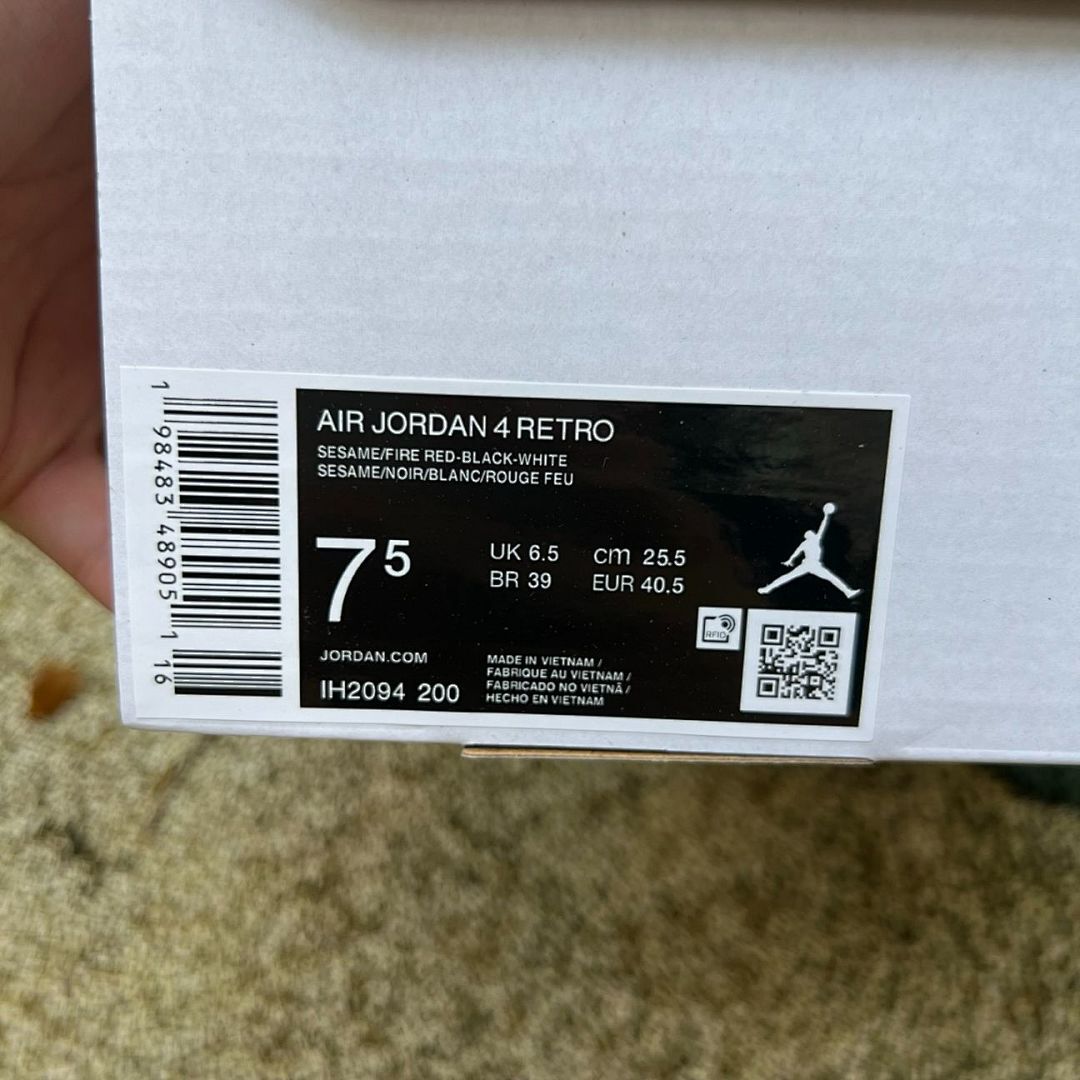 AIR JORDAN 4 RETRO
SESAME/FIRE RED-BLACK-WHITE
SESAME/NOIR/BLANC/ROUGE FEU
7⁵
UK 6.5 cm 25.5
BR 39 EUR 40.5
RFID
JORDAN.COM
IH2094 200
MADE IN VIETNAM /
FABRIQUE AU VIETNAM /
FABRICADO NO VIETNÃ /
HECHO EN VIETNAM
1 98483 48905 1 16